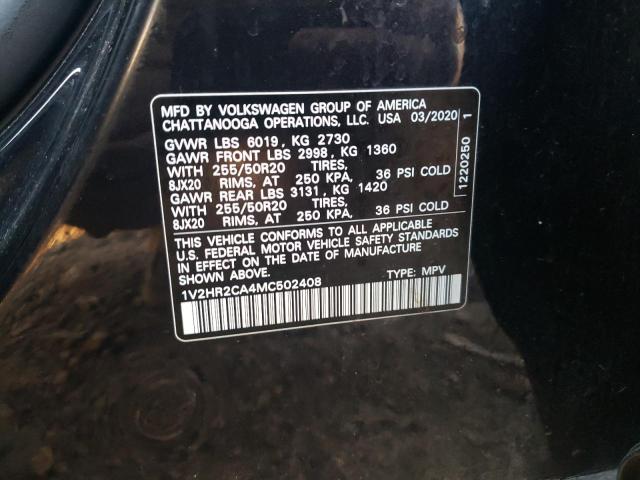 MFD BY VOLKSWAGEN GROUP OF AMERICA
CHATTANOOGA OPERATIONS, LLC. USA 03/2020
GVWR LBS 6019, KG 2730
GAWR FRONT LBS 2998, KG 1360
WITH 255/50R20 TIRES,
8JX20 RIMS, AT 250 KPA, 36 PSI COLD
GAWR REAR LBS 3131, KG 1420
WITH 255/50R20 TIRES,
8JX20 RIMS, AT 250 KPA, 36 PSI COLD
THIS VEHICLE CONFORMS TO ALL APPLICABLE
U.S. FEDERAL MOTOR VEHICLE SAFETY STANDARDS
IN EFFECT ON THE DATE OF MANUFACTURE
SHOWN ABOVE.
1V2HR2CA4MC502408 TYPE: MPV
1220250 1